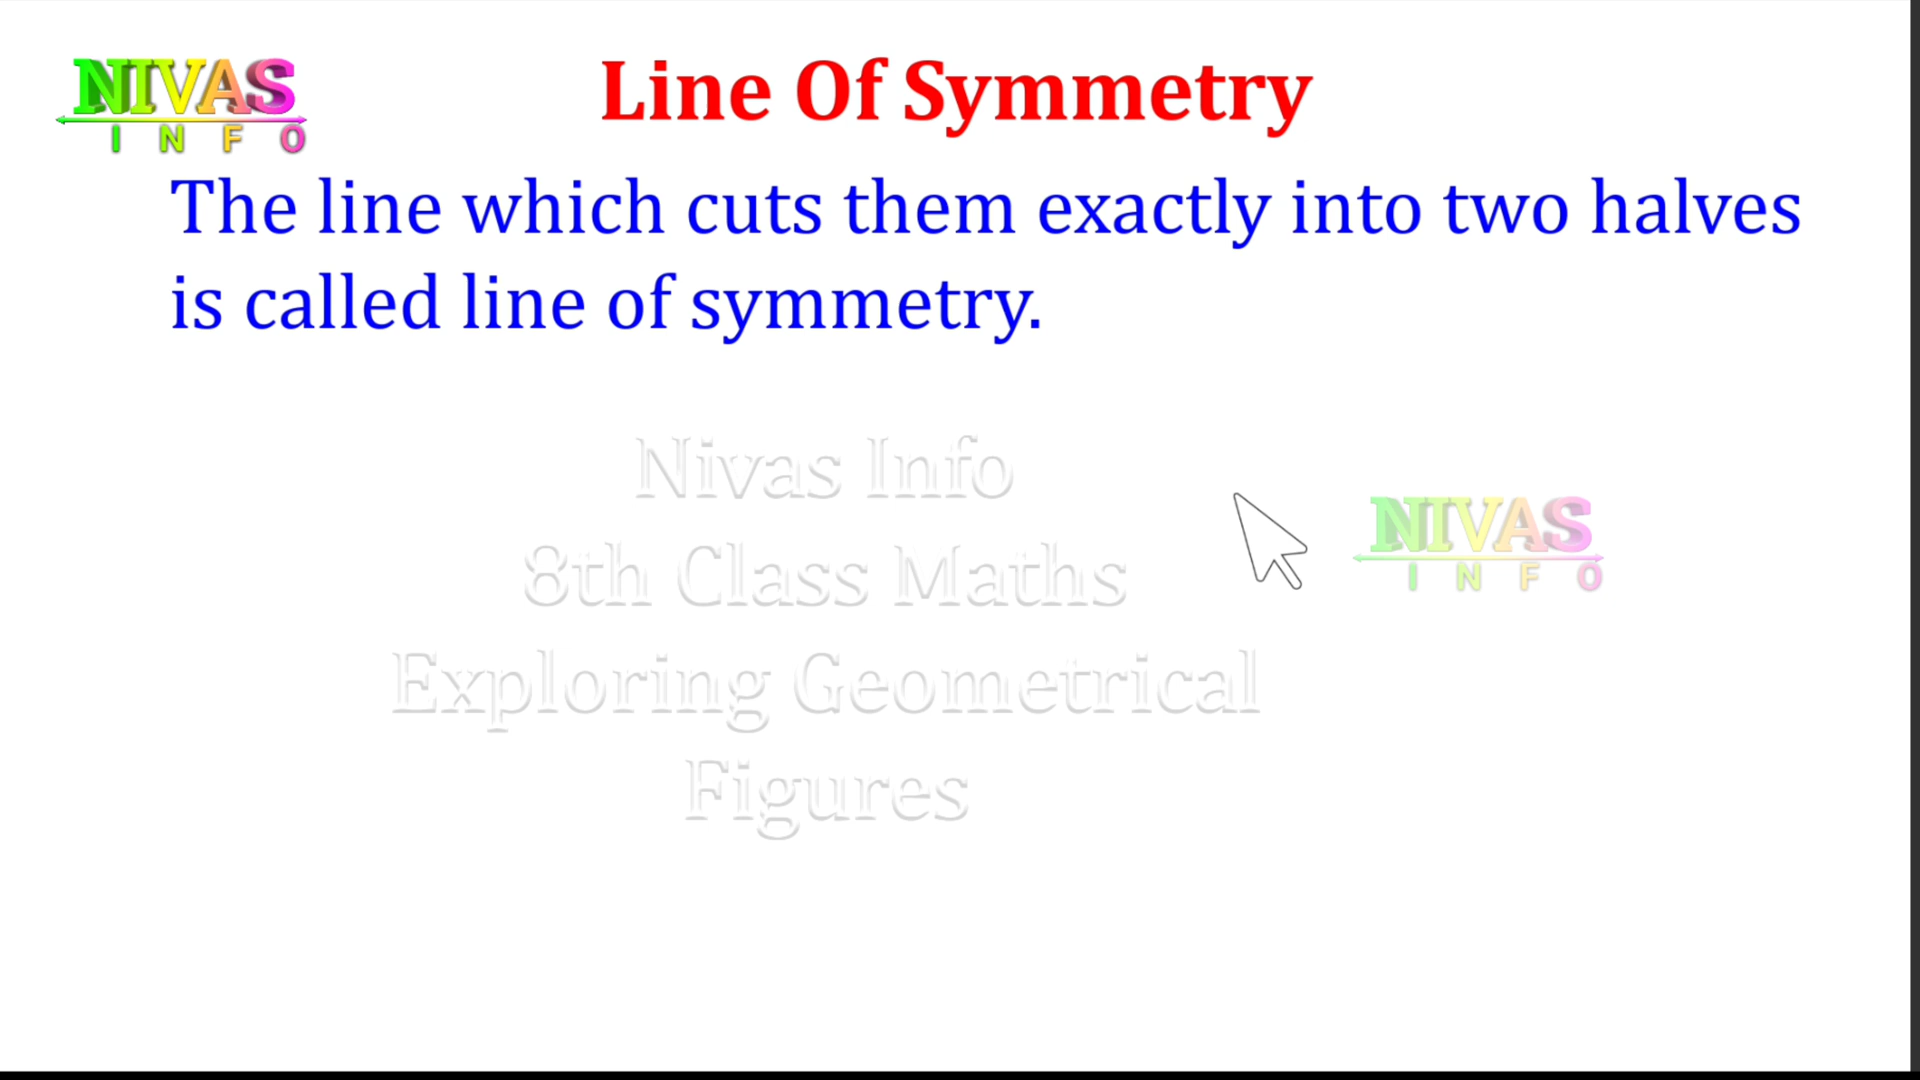 NIVAS
INFO
Line Of Symmetry
The line which cuts them exactly into two halves
is called line of symmetry.
Nivas Info
8th Class Maths
Exploring Geometrical
Figures
NIVAS
INFO